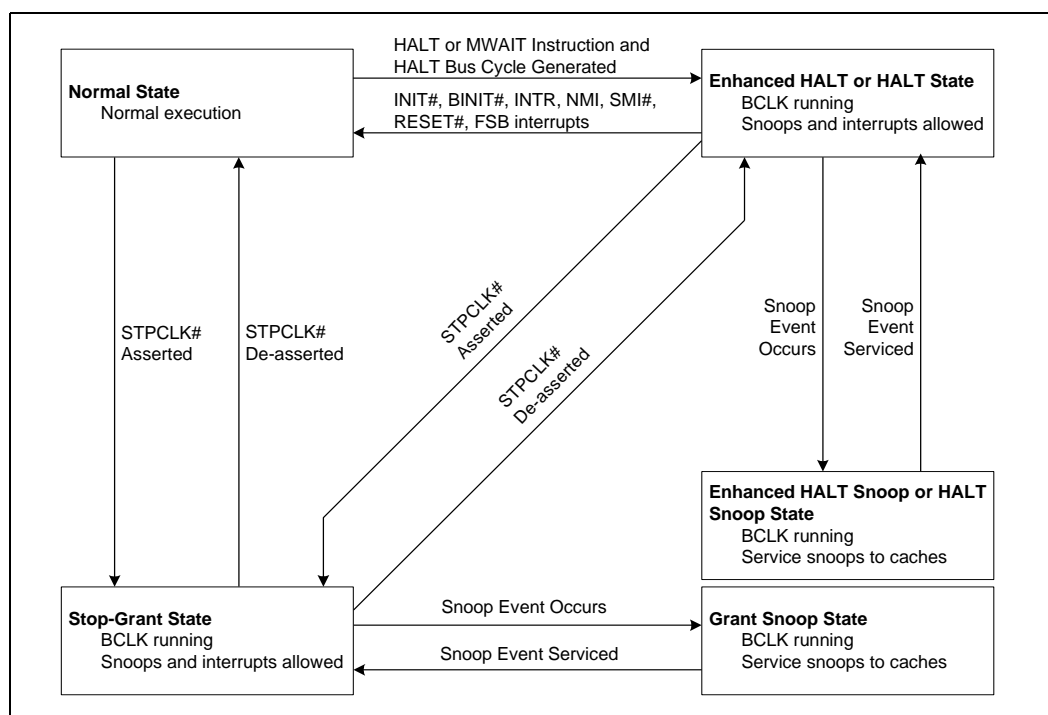 HALT or MWAIT Instruction and
HALT Bus Cycle Generated
Normal State
Normal execution
INIT#, BINIT#, INTR, NMI, SMI#,
RESET#, FSB interrupts
Enhanced HALT or HALT State
BCLK running
Snoops and interrupts allowed
STPCLK#
Asserted
STPCLK#
De-asserted
STPCLK#
Asserted
STPCLK#
De-asserted
Snoop
Event
Occurs
Snoop
Event
Serviced
Enhanced HALT Snoop or HALT
Snoop State
BCLK running
Service snoops to caches
Stop-Grant State
BCLK running
Snoops and interrupts allowed
Snoop Event Occurs
Snoop Event Serviced
Grant Snoop State
BCLK running
Service snoops to caches